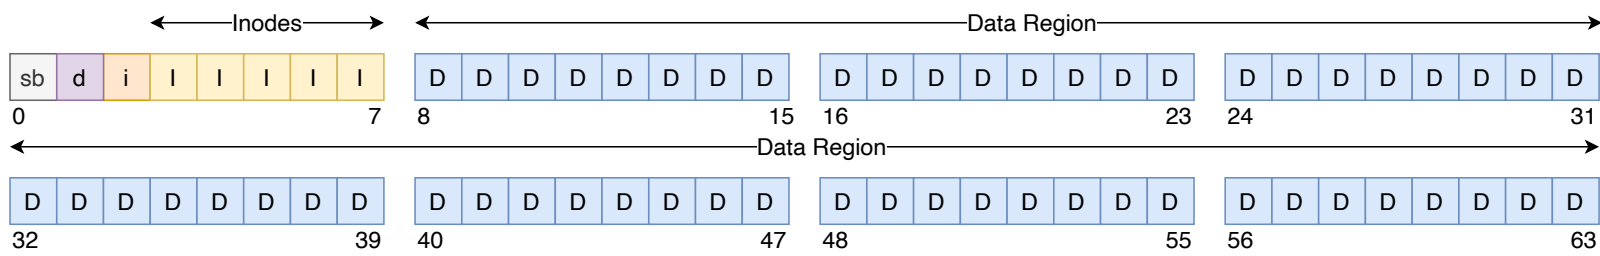 Inodes Data Region
sb d i I I I I I D D D D D D D D D D D D D D D D D D D D D D D D
0 7 8 15 16 23 24 31
Data Region
D D D D D D D D D D D D D D D D D D D D D D D D D D D D D D D D
32 39 40 47 48 55 56 63